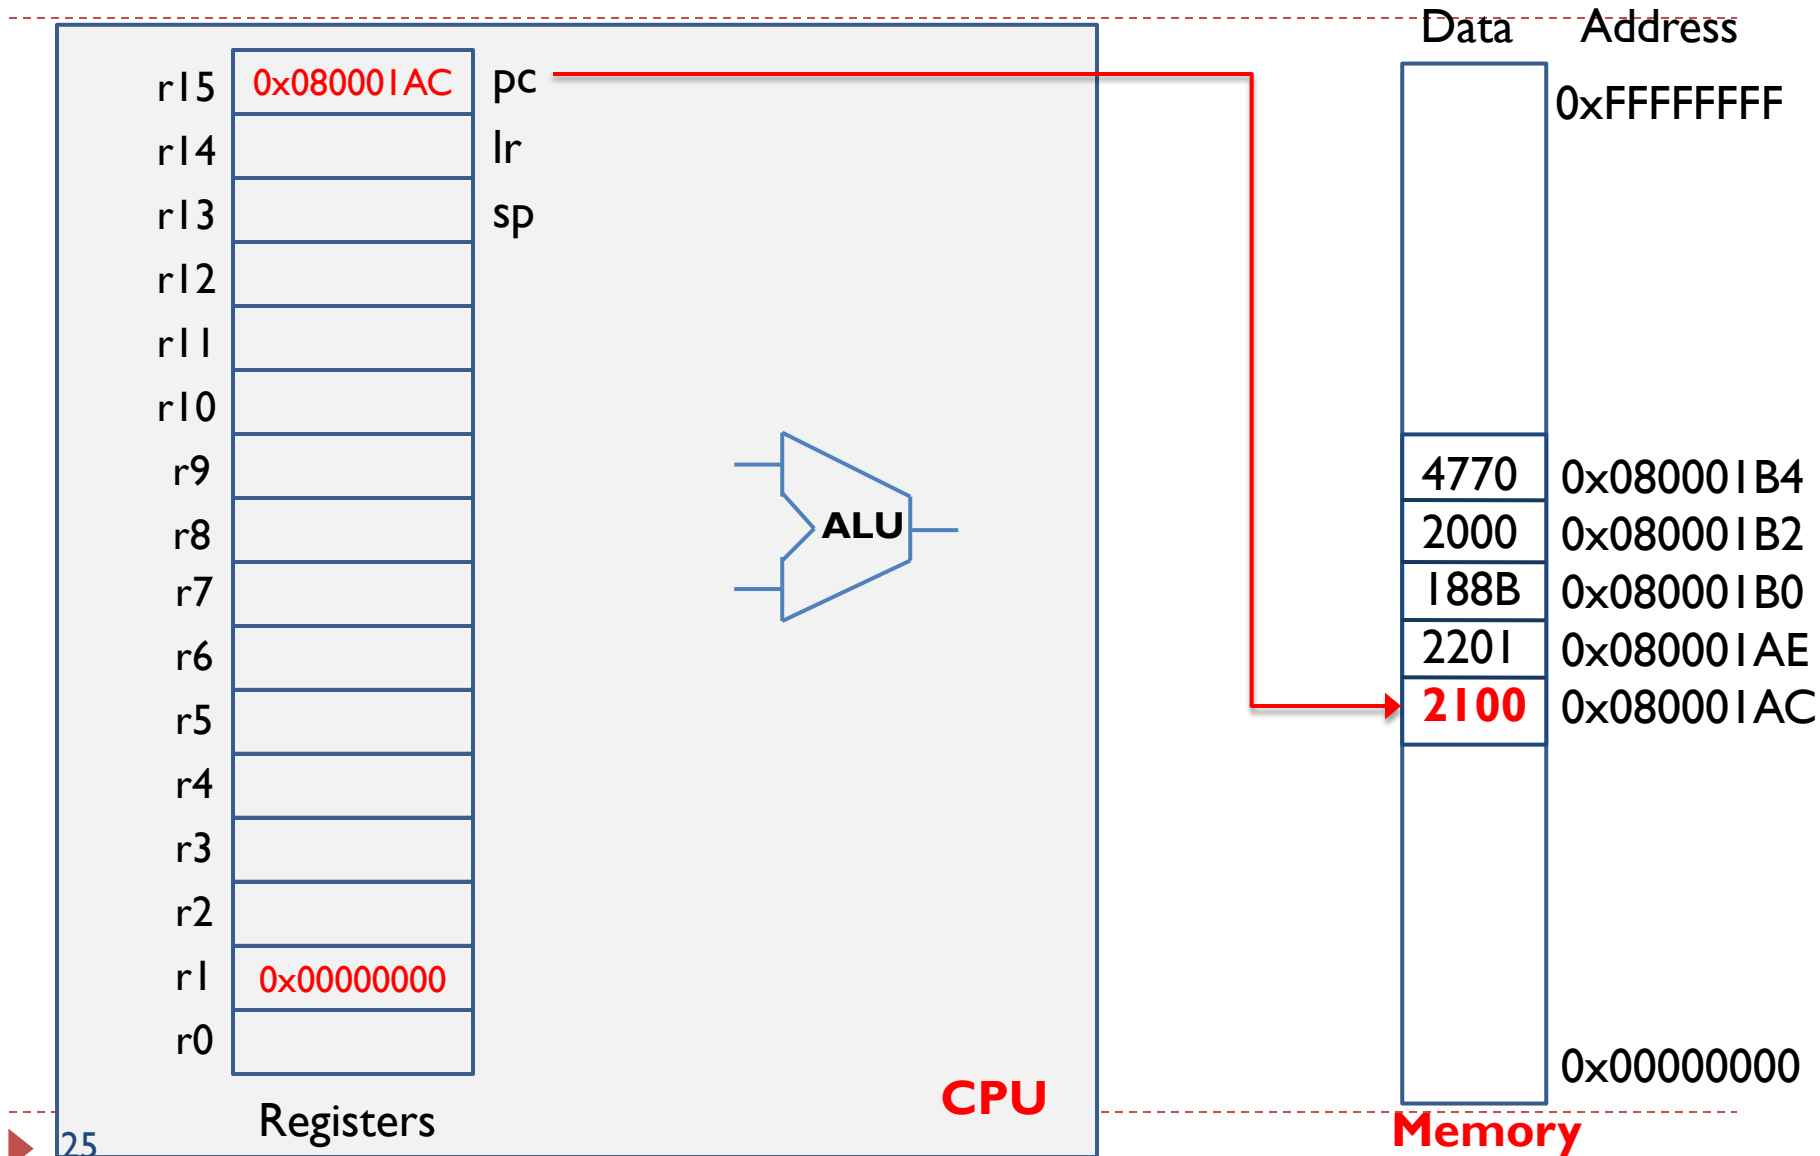 Data Address
r15 0x080001AC pc
0xFFFFFFFF
r14 lr
r13 sp
r12
r11
r10
r9
4770 0x080001B4
r8
ALU
2000 0x080001B2
r7
188B 0x080001B0
r6
2201 0x080001AE
r5
2100 0x080001AC
r4
r3
r2
r1 0x00000000
r0
0x00000000
CPU
Registers
Memory
25